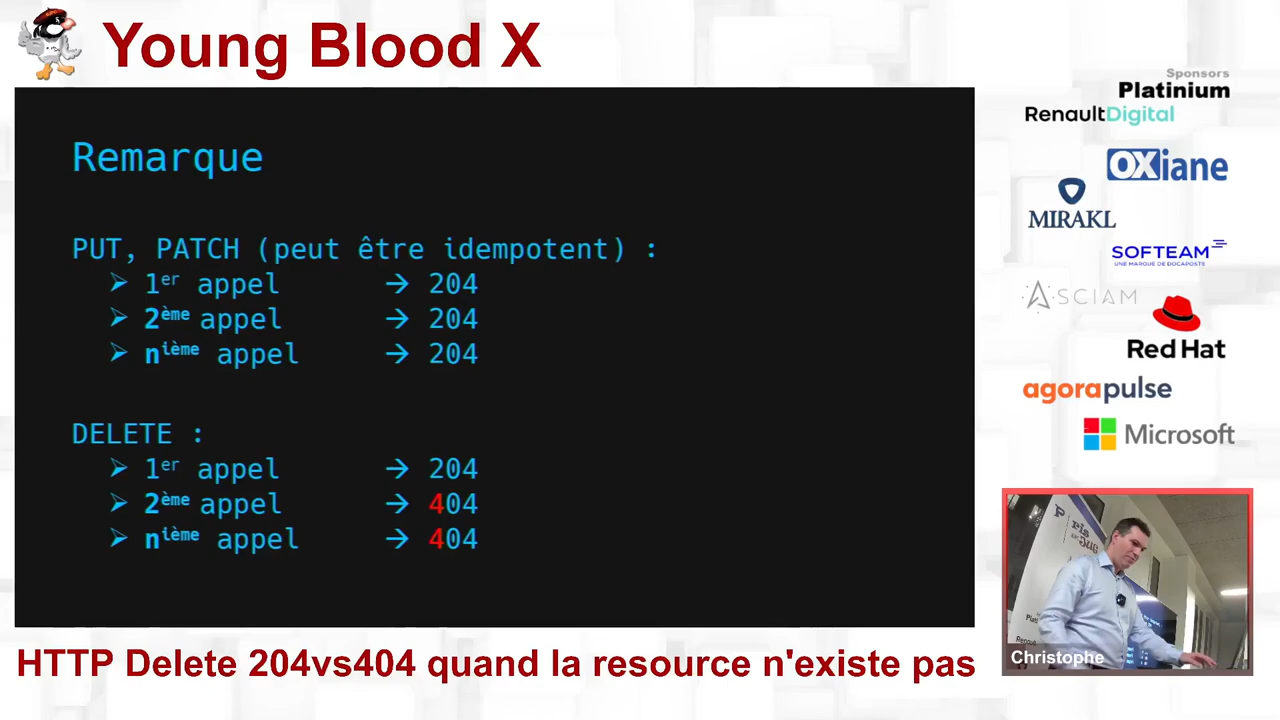 Young Blood X
Remarque
PUT, PATCH (peut être idempotent) :
➢ 1er appel → 204
➢ 2ème appel → 204
➢ nième appel → 204
DELETE :
➢ 1er appel → 204
➢ 2ème appel → 404
➢ nième appel → 404
HTTP Delete 204vs404 quand la resource n'existe pas
Sponsors
Platinium
RenaultDigital
OXiane
MIRAKL
SOFTEAM
UNE MARQUE DE DOCAPOSTE
ASCIAM
Red Hat
agorapulse
Microsoft
Christophe